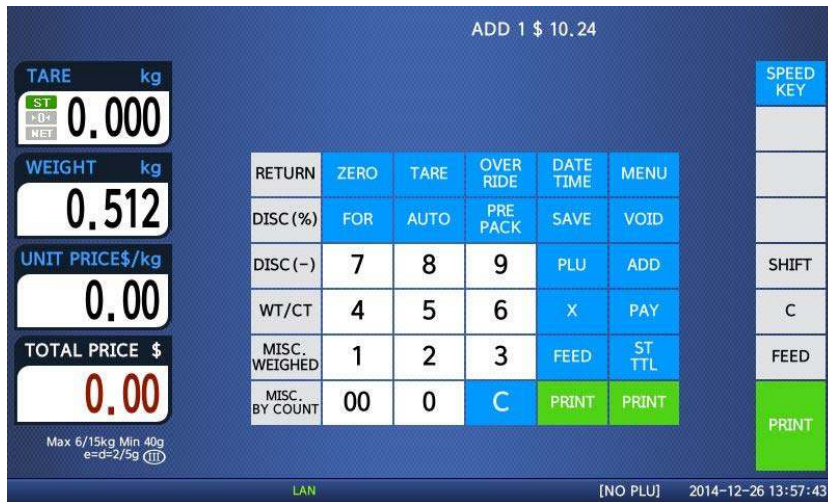 ADD 1 $ 10.24
TARE kg
ST
►0◄
NET
0.000
WEIGHT kg
0.512
UNIT PRICE$/kg
0.00
TOTAL PRICE $
0.00
Max 6/15kg Min 40g
e=d=2/5g III
RETURN ZERO TARE OVER RIDE DATE TIME MENU
DISC(%) FOR AUTO PRE PACK SAVE VOID
DISC(-) 7 8 9 PLU ADD
WT/CT 4 5 6 X PAY
MISC. WEIGHED 1 2 3 FEED ST TTL
MISC. BY COUNT 00 0 C PRINT PRINT
SPEED
KEY
SHIFT
C
FEED
PRINT
LAN [NO PLU] 2014-12-26 13:57:43